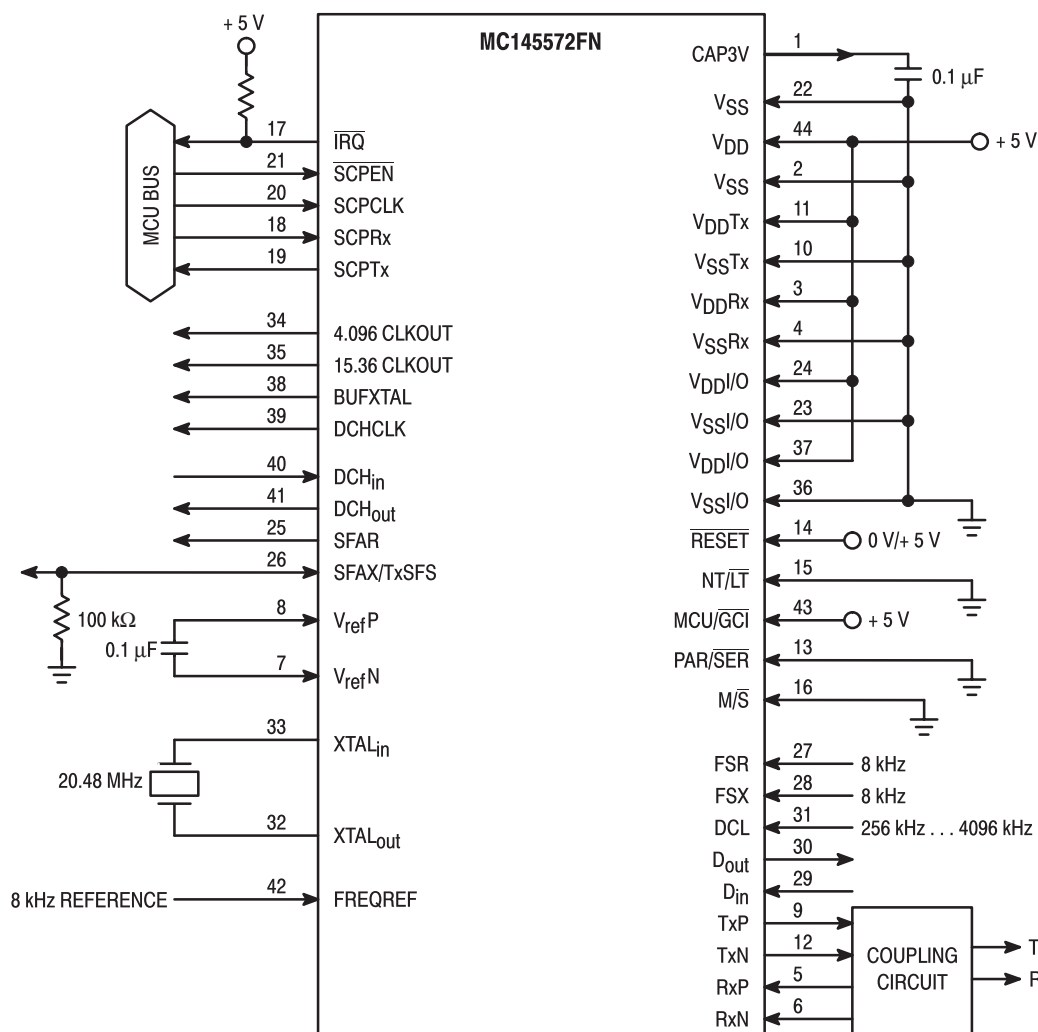 + 5 V
MC145572FN
MCU BUS
17 IRQ
21 SCPEN
20 SCPCLK
18 SCPRx
19 SCPTx
34 4.096 CLKOUT
35 15.36 CLKOUT
38 BUFXTAL
39 DCHCLK
40 DCHin
41 DCHout
25 SFAR
26 SFAX/TxSFS
100 kΩ
8 VrefP
0.1 μF
7 VrefN
33 XTALin
20.48 MHz
32 XTALout
8 kHz REFERENCE 42 FREQREF
CAP3V 1
0.1 μF
VSS 22
VDD 44 + 5 V
VSS 2
VDDTx 11
VSSTx 10
VDDRx 3
VSSRx 4
VDDI/O 24
VSSI/O 23
VDDI/O 37
VSSI/O 36
RESET 14 0 V/+ 5 V
NT/LT 15
MCU/GCI 43 + 5 V
PAR/SER 13
M/S 16
FSR 27 8 kHz
FSX 28 8 kHz
DCL 31 256 kHz . . . 4096 kHz
Dout 30
Din 29
TxP 9
TxN 12
RxP 5
RxN 6
COUPLING
CIRCUIT
T
R